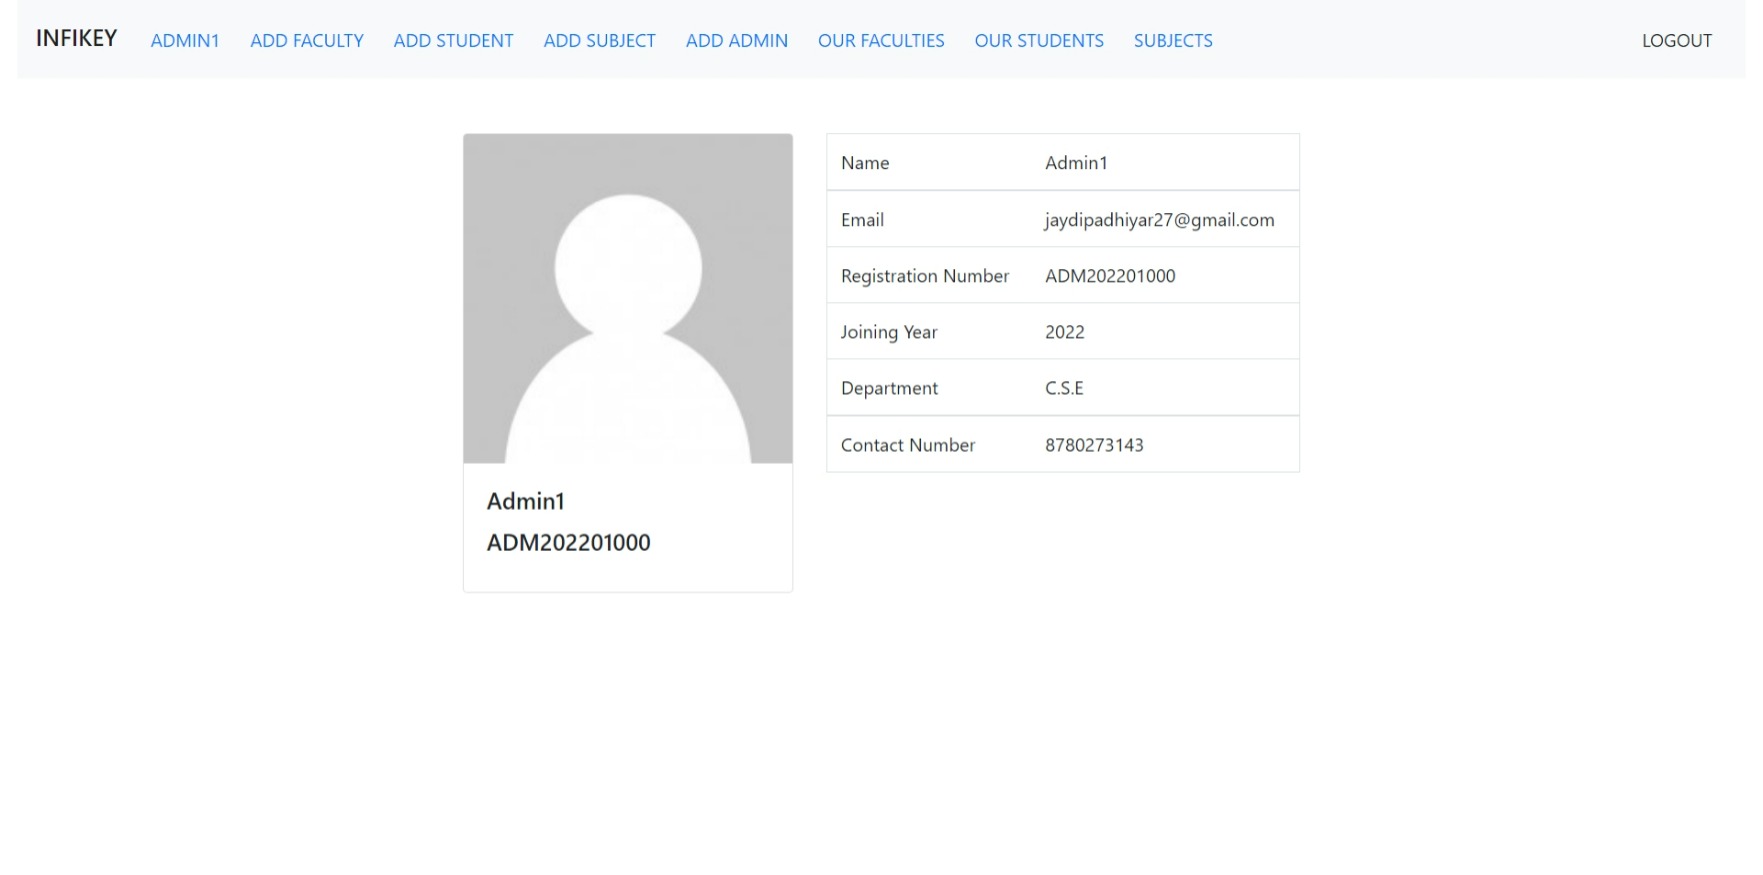 INFIKEY ADMIN1 ADD FACULTY ADD STUDENT ADD SUBJECT ADD ADMIN OUR FACULTIES OUR STUDENTS SUBJECTS LOGOUT
Admin1
ADM202201000
Name Admin1
Email jaydipadhiyar27@gmail.com
Registration Number ADM202201000
Joining Year 2022
Department C.S.E
Contact Number 8780273143